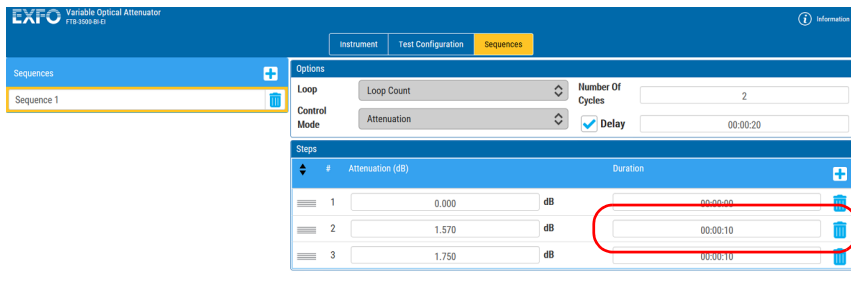 EXFO Variable Optical Attenuator
FTB-3500-BI-EI
Information
Instrument Test Configuration Sequences
Sequences
Sequence 1
Options
Loop Loop Count Number Of Cycles 2
Control Mode Attenuation Delay 00:00:20
Steps
# Attenuation (dB) Duration
1 0.000 dB 00:00:00
2 1.570 dB 00:00:10
3 1.750 dB 00:00:10